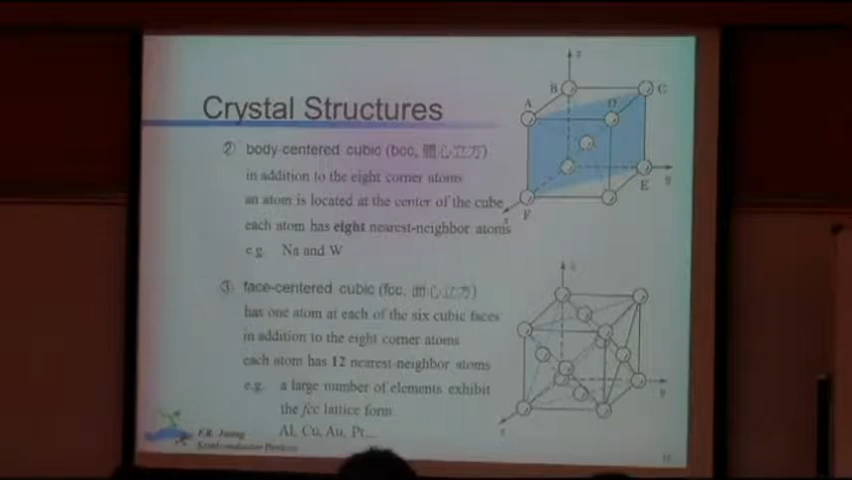 Crystal Structures
② body-centered cubic (bcc, 體心立方)
in addition to the eight corner atoms
an atom is located at the center of the cube
each atom has eight nearest-neighbor atoms
e.g. Na and W
③ face-centered cubic (fcc, 面心立方)
has one atom at each of the six cubic faces
in addition to the eight corner atoms
each atom has 12 nearest-neighbor atoms
e.g. a large number of elements exhibit
the fcc lattice form
Al, Cu, Au, Pt...
Semiconductor Devices
z
B
C
A
D
E
y
x
F
z
y
x